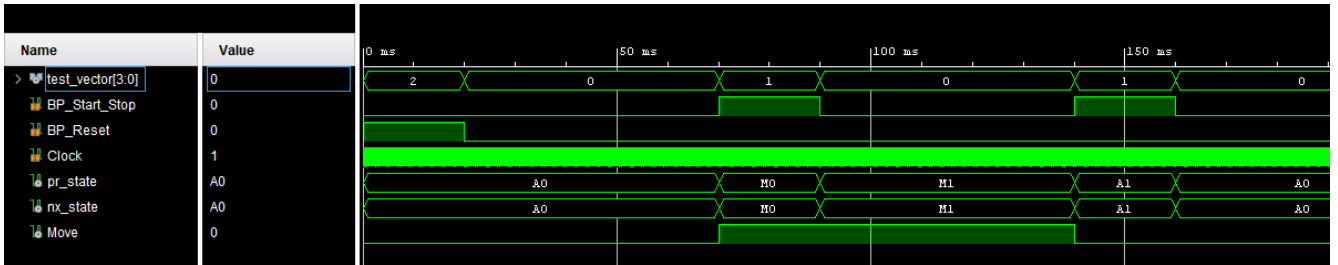 Name Value
0 ms 50 ms 100 ms 150 ms
test_vector[3:0] 0 2 0 1 0 1 0
BP_Start_Stop 0
BP_Reset 0
Clock 1
pr_state A0 A0 M0 M1 A1 A0
nx_state A0 A0 M0 M1 A1 A0
Move 0